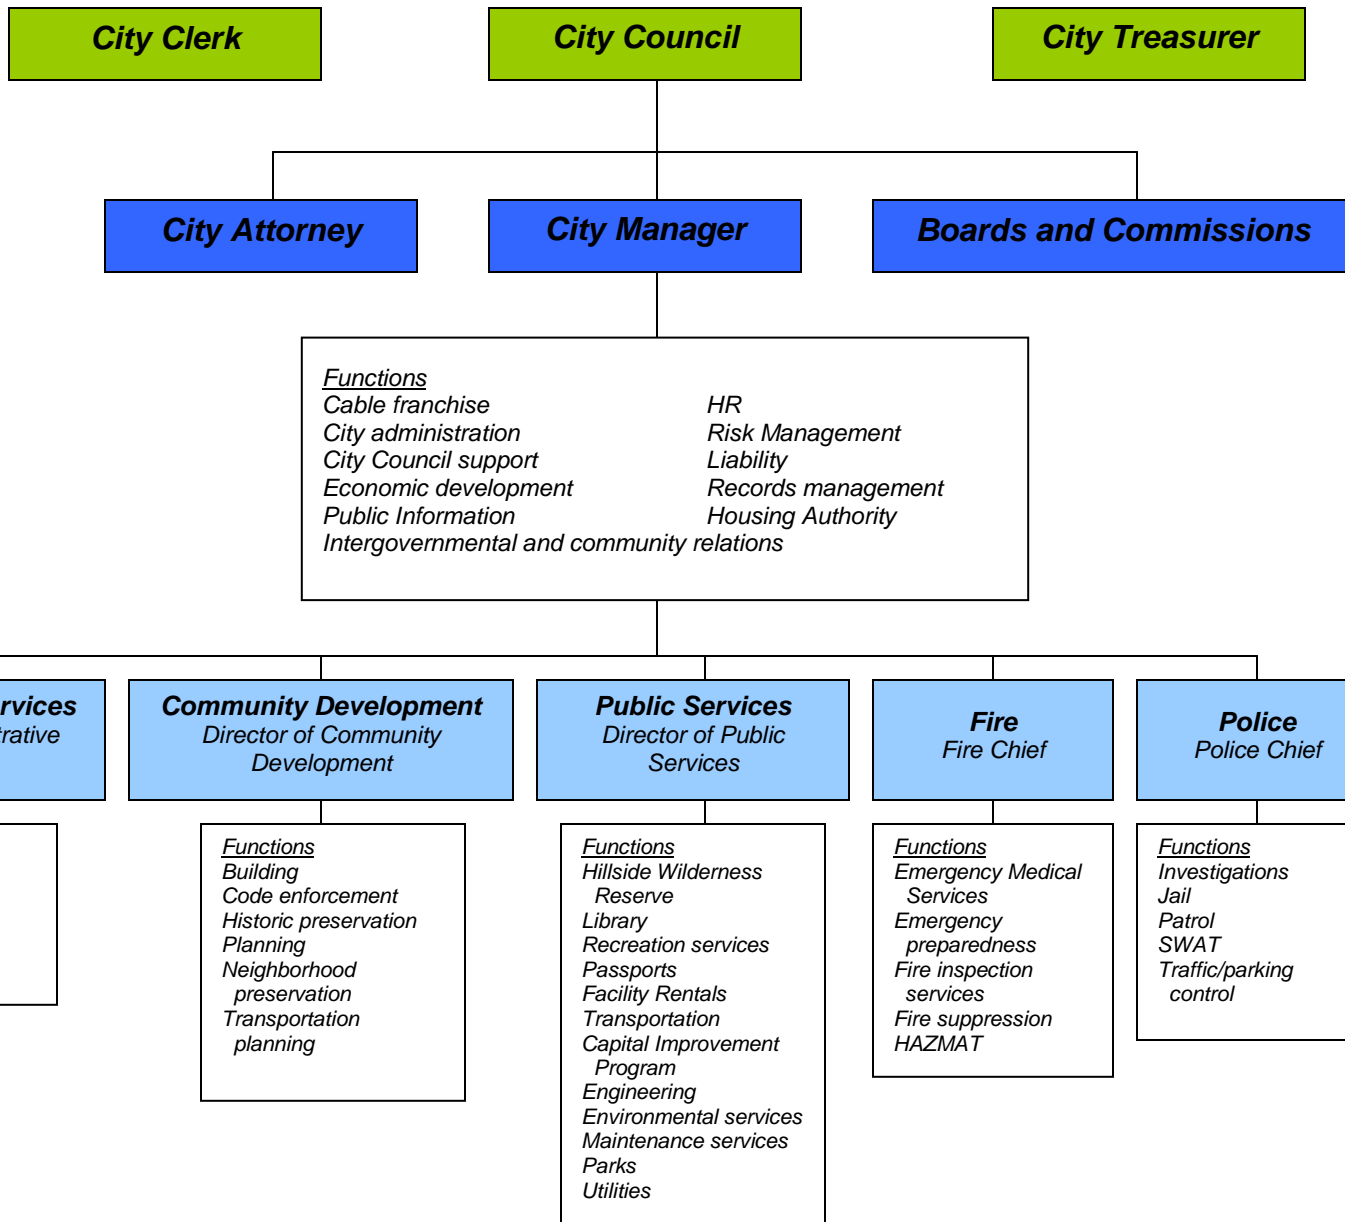 City Clerk
City Council
City Treasurer
City Attorney
City Manager
Boards and Commissions
Functions
Cable franchise
City administration
City Council support
Economic development
Public Information
Intergovernmental and community relations
HR
Risk Management
Liability
Records management
Housing Authority
rvices
trative
Community Development
Director of Community
Development
Public Services
Director of Public
Services
Fire
Fire Chief
Police
Police Chief
Functions
Building
Code enforcement
Historic preservation
Planning
Neighborhood
preservation
Transportation
planning
Functions
Hillside Wilderness
Reserve
Library
Recreation services
Passports
Facility Rentals
Transportation
Capital Improvement
Program
Engineering
Environmental services
Maintenance services
Parks
Utilities
Functions
Emergency Medical
Services
Emergency
preparedness
Fire inspection
services
Fire suppression
HAZMAT
Functions
Investigations
Jail
Patrol
SWAT
Traffic/parking
control